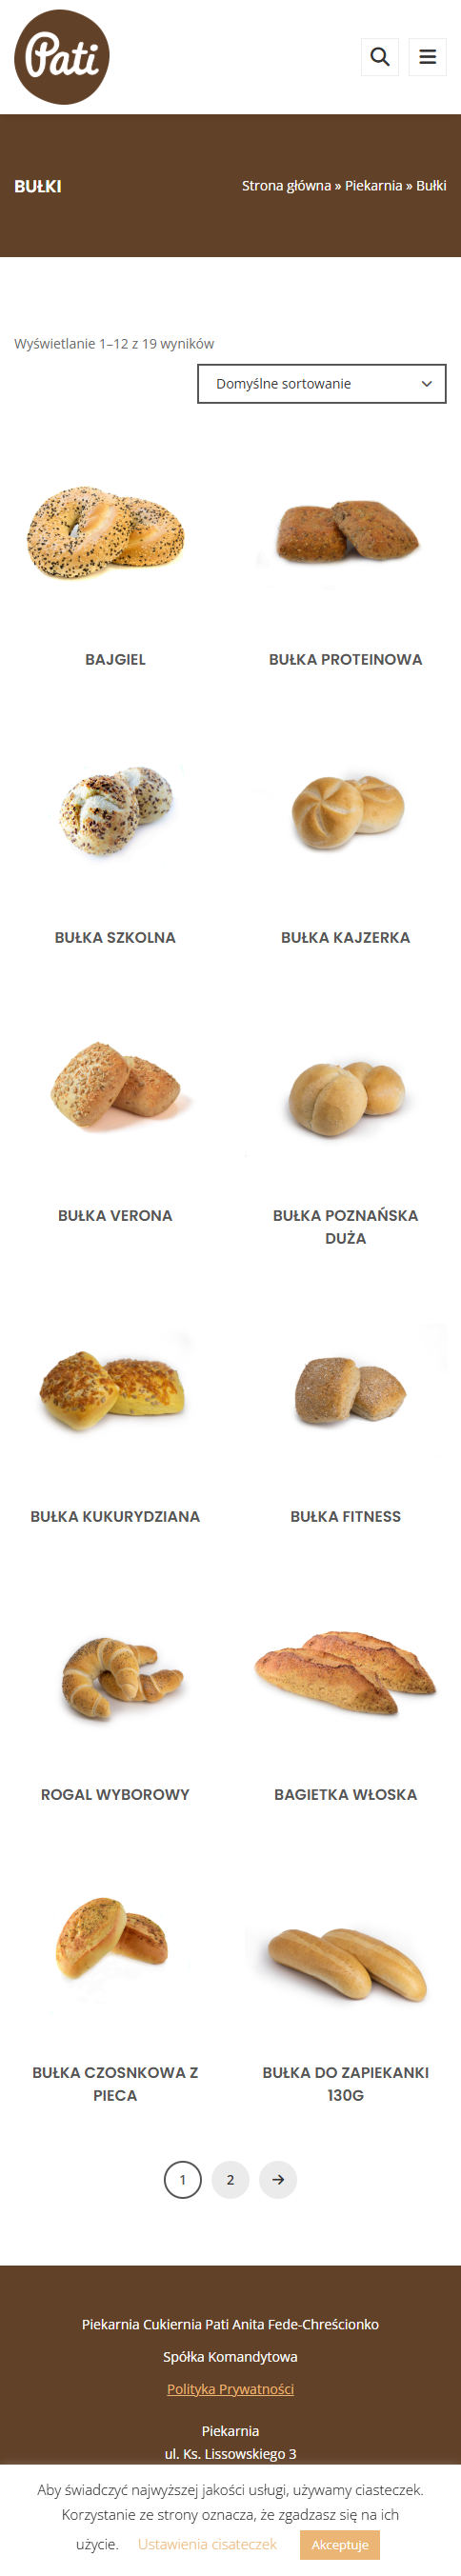 Pati
BUŁKI
Strona główna » Piekarnia » Bułki
Wyświetlanie 1–12 z 19 wyników
Domyślne sortowanie
BAJGIEL
BUŁKA PROTEINOWA
BUŁKA SZKOLNA
BUŁKA KAJZERKA
BUŁKA VERONA
BUŁKA POZNAŃSKA
DUŻA
BUŁKA KUKURYDZIANA
BUŁKA FITNESS
ROGAL WYBOROWY
BAGIETKA WŁOSKA
BUŁKA CZOSNKOWA Z
PIECA
BUŁKA DO ZAPIEKANKI
130G
1
2
→
Piekarnia Cukiernia Pati Anita Fede-Chreścionko
Spółka Komandytowa
Polityka Prywatności
Piekarnia
ul. Ks. Lissowskiego 3
Aby świadczyć najwyższej jakości usługi, używamy ciasteczek.
Korzystanie ze strony oznacza, że zgadzasz się na ich
użycie. Ustawienia cisateczek Akceptuje